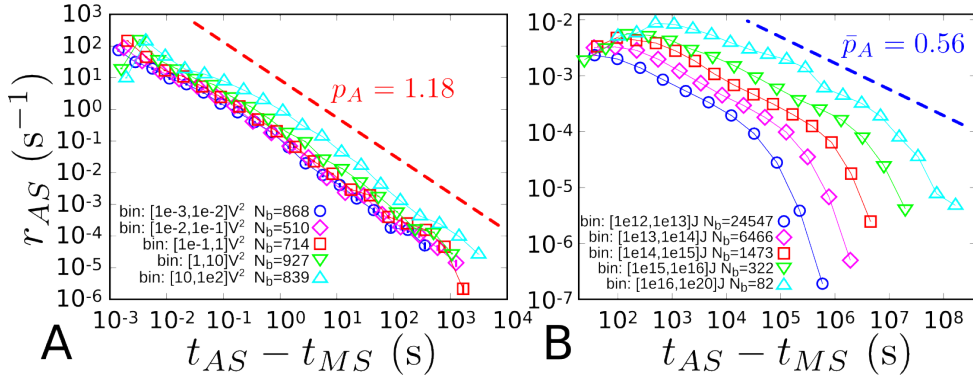 10³
10²
10¹
10⁰
10⁻¹
10⁻²
10⁻³
10⁻⁴
10⁻⁵
10⁻⁶
r_AS (s⁻¹)
p_A = 1.18
bin: [1e-3,1e-2]V² N_b=868
bin: [1e-2,1e-1]V² N_b=510
bin: [1e-1,1]V² N_b=714
bin: [1,10]V² N_b=927
bin: [10,1e2]V² N_b=839
10⁻³ 10⁻² 10⁻¹ 10⁰ 10¹ 10² 10³ 10⁴
A
t_AS − t_MS (s)
10⁻²
10⁻³
10⁻⁴
10⁻⁵
10⁻⁶
10⁻⁷
p̄_A = 0.56
bin: [1e12,1e13]J N_b=24547
bin: [1e13,1e14]J N_b=6466
bin: [1e14,1e15]J N_b=1473
bin: [1e15,1e16]J N_b=322
bin: [1e16,1e20]J N_b=82
10² 10³ 10⁴ 10⁵ 10⁶ 10⁷ 10⁸
B
t_AS − t_MS (s)